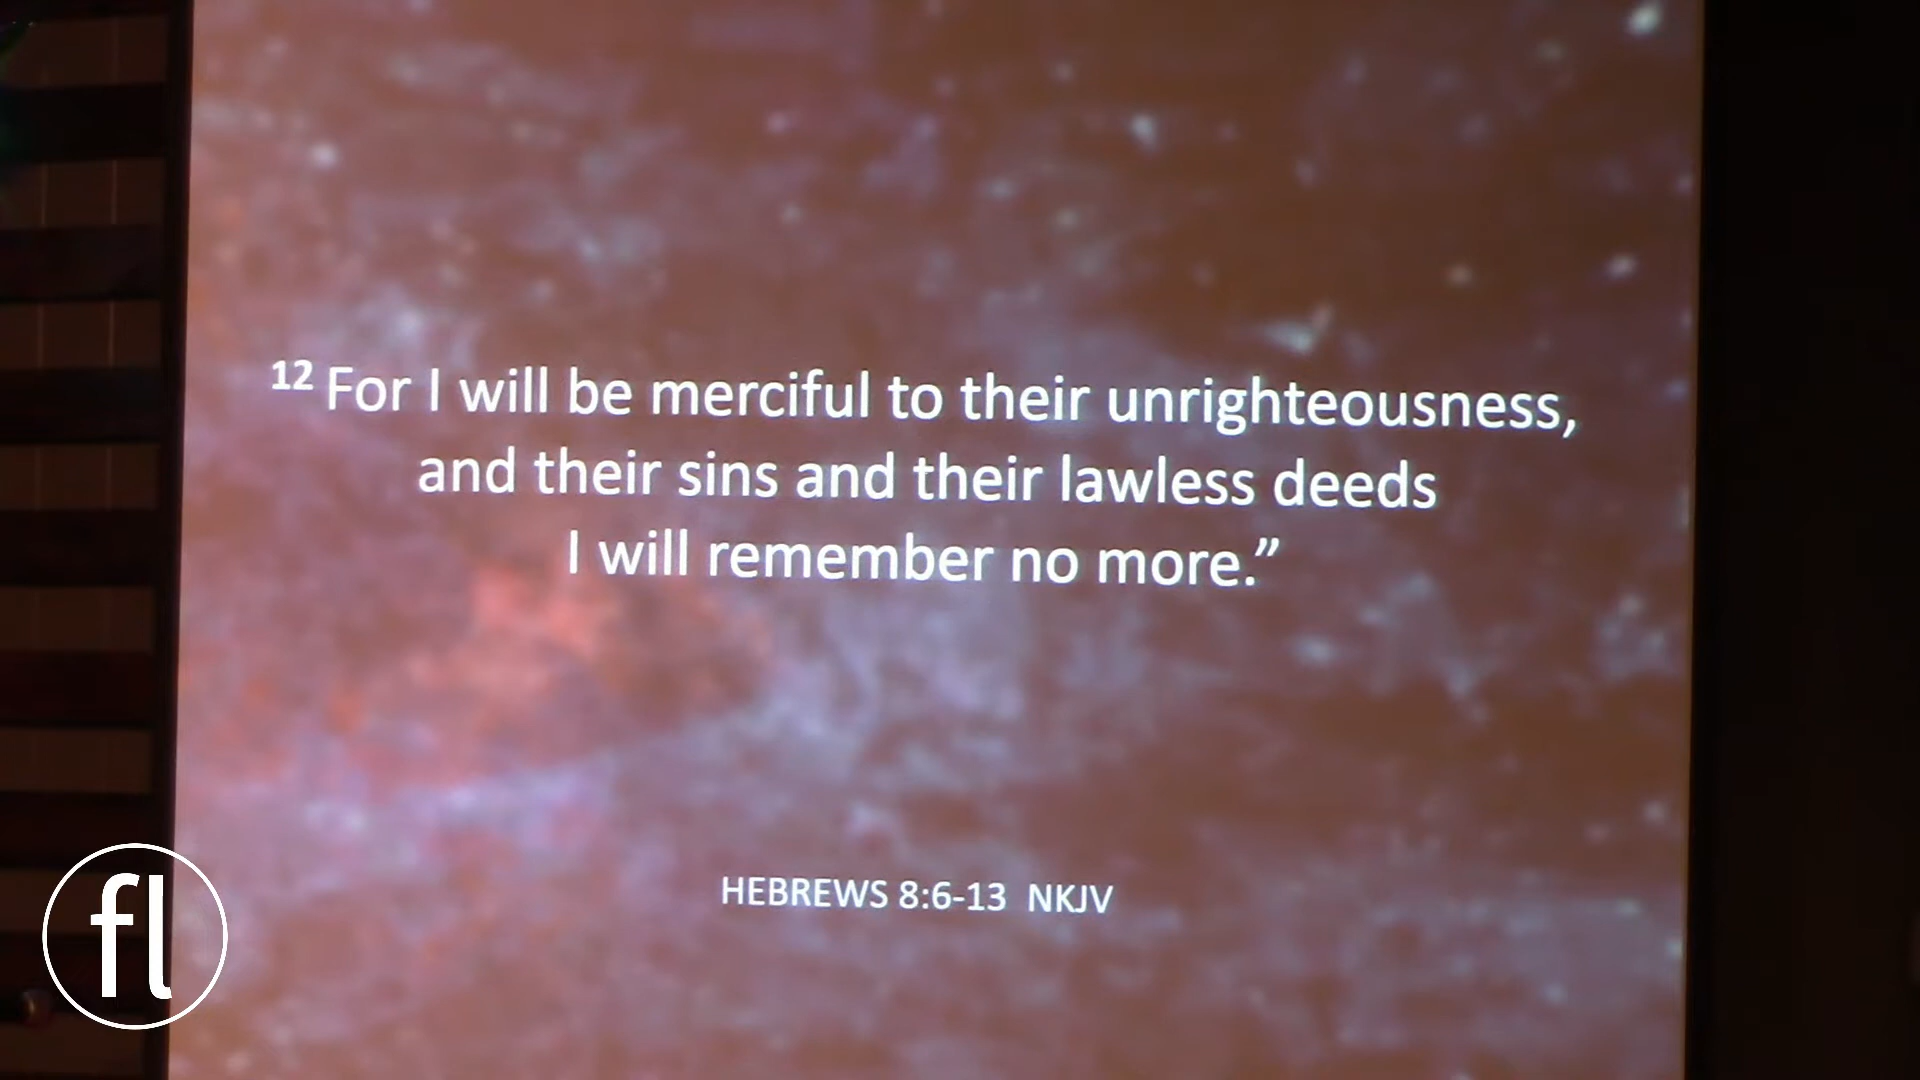 12 For I will be merciful to their unrighteousness,
and their sins and their lawless deeds
I will remember no more.”
HEBREWS 8:6-13 NKJV
fl